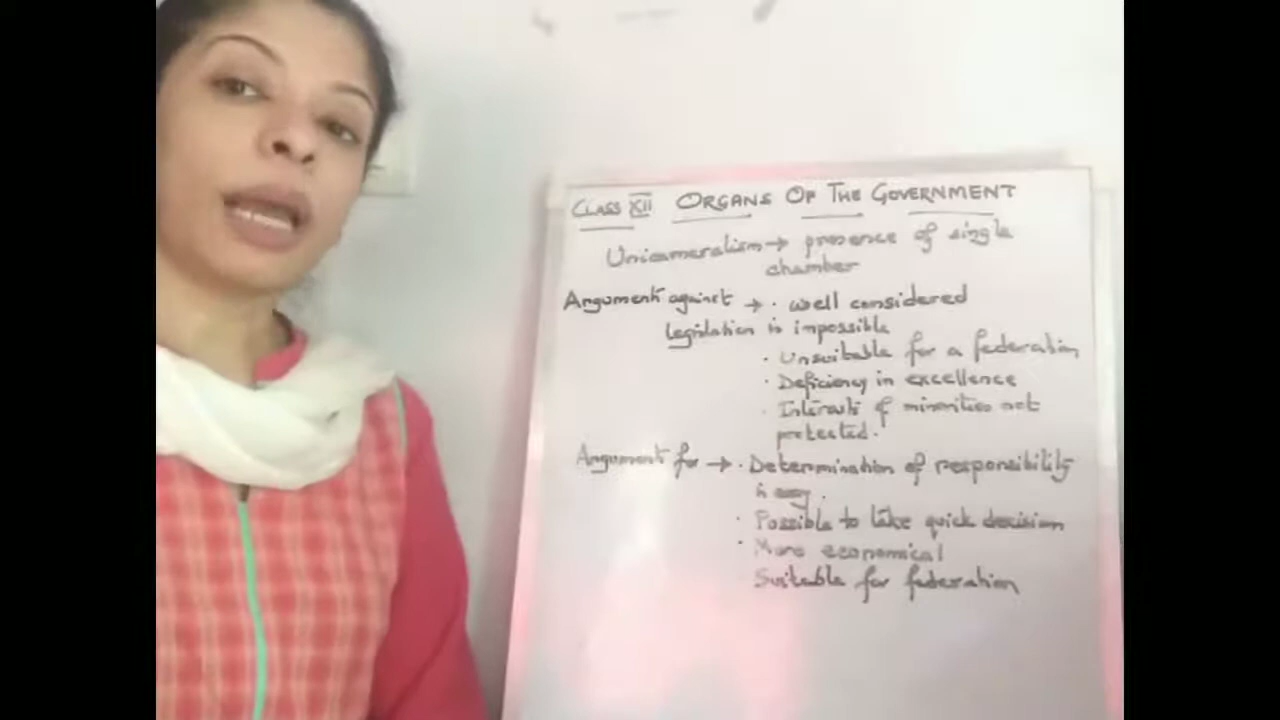 CLASS XII ORGANS OF THE GOVERNMENT
Unicameralism → presence of single
chamber
Argument against → · well considered
legislation is impossible
· Unsuitable for a federation
· Deficiency in excellence
· Interests of minorities not
protected.
Argument for → · Determination of responsibility
is easy.
· Possible to take quick decision
· More economical
Suitable for federation